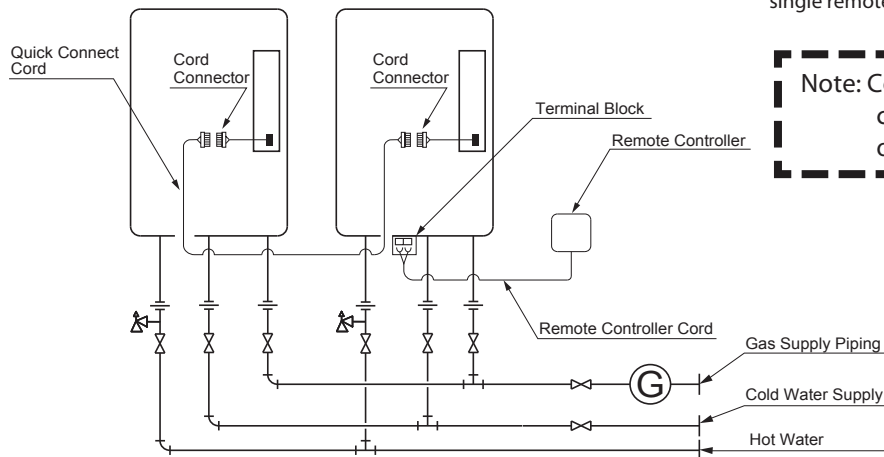 single remote
Quick Connect
Cord
Cord
Connector
Cord
Connector
Terminal Block
Remote Controller
Note: C
Remote Controller Cord
Gas Supply Piping
G
Cold Water Supply
Hot Water